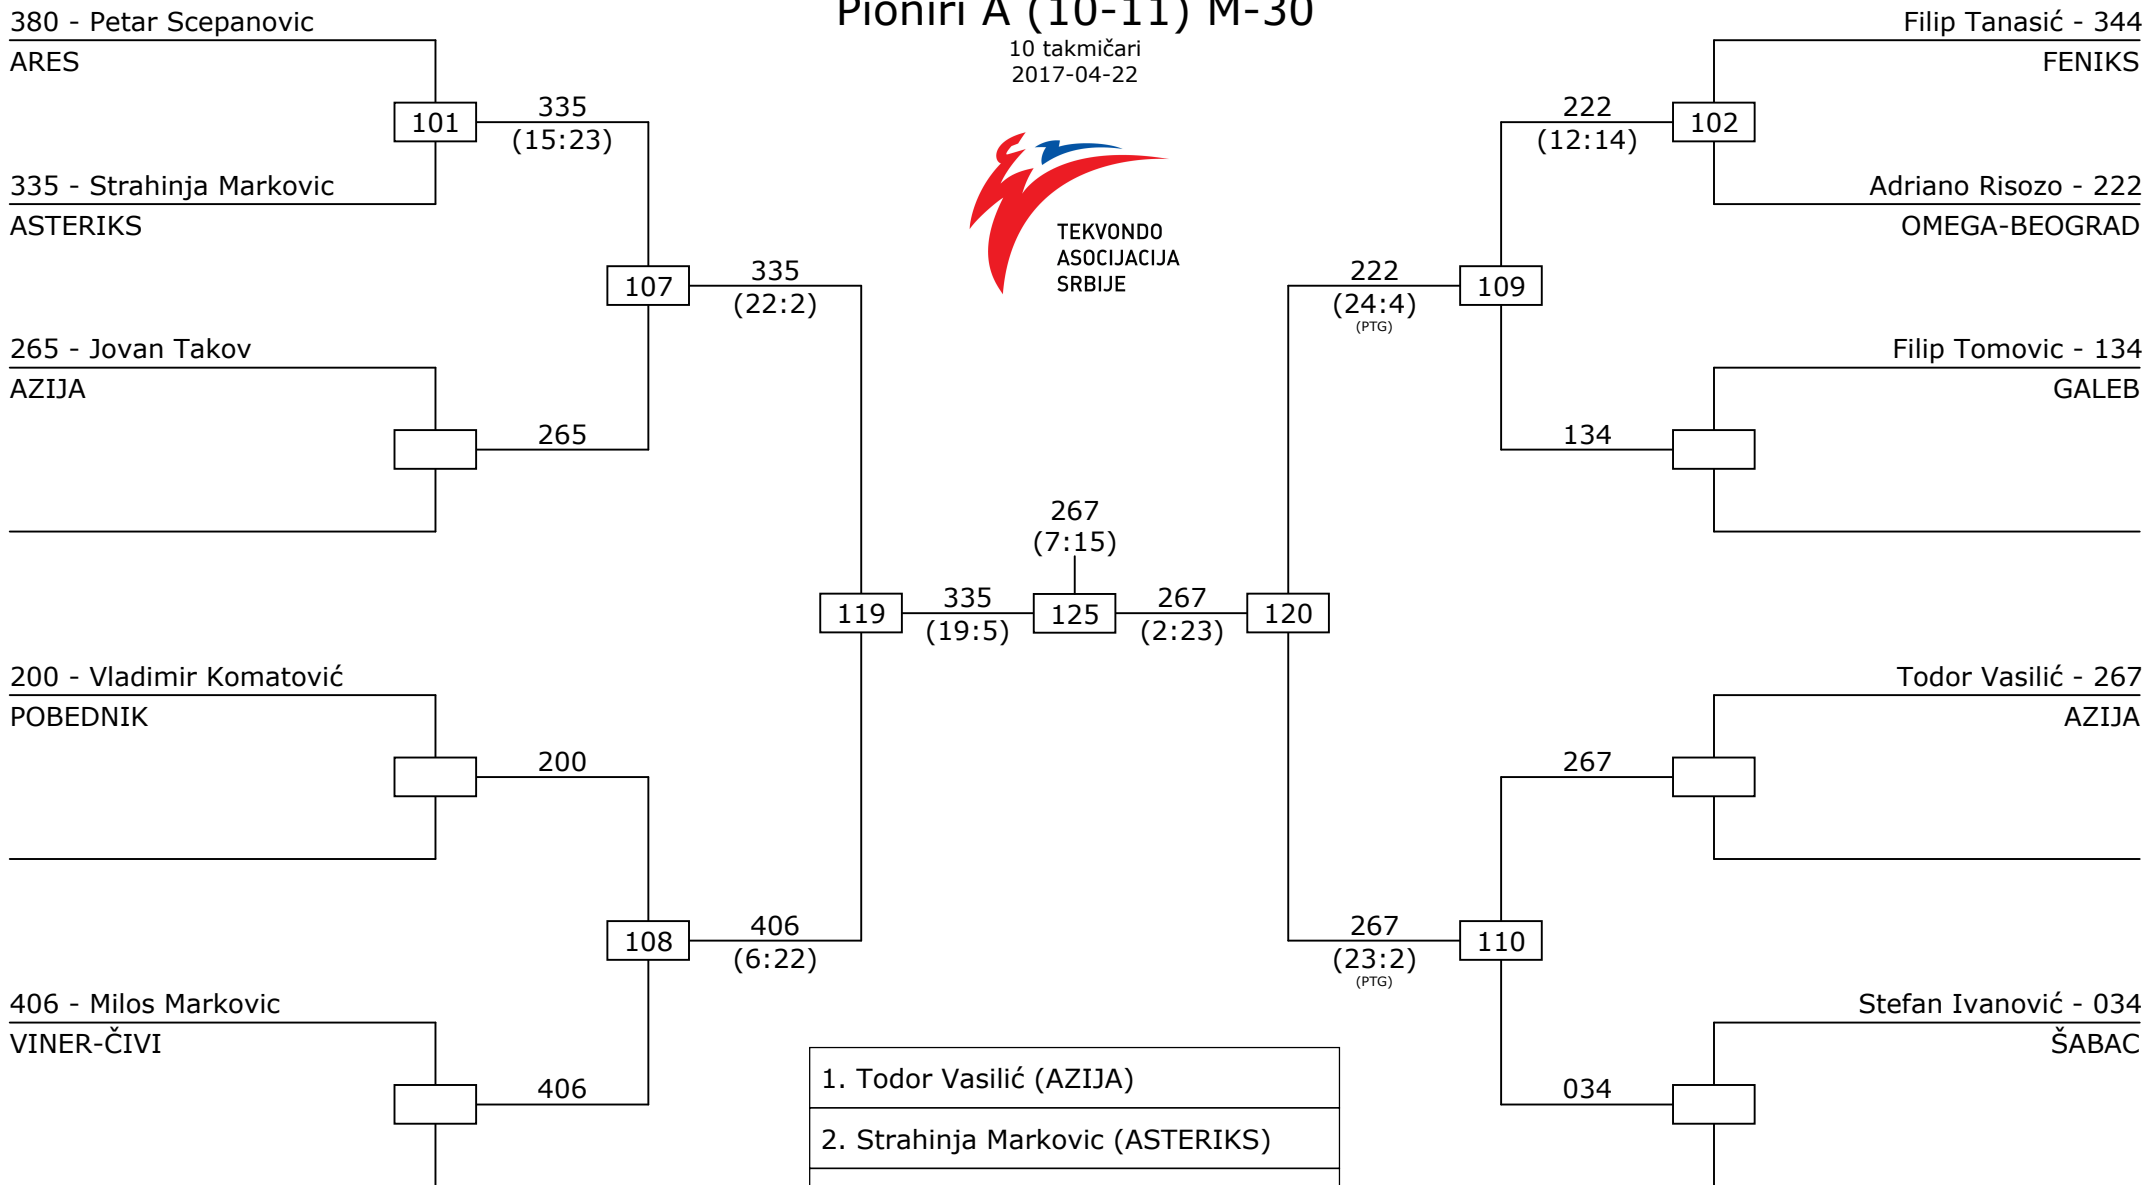 Pioniri A (10-11) M-30
10 takmičari
2017-04-22
TEKVONDO
ASOCIJACIJA
SRBIJE
380 - Petar Scepanovic
ARES
101
335
(15:23)
335 - Strahinja Markovic
ASTERIKS
107
335
(22:2)
265 - Jovan Takov
AZIJA
265
200 - Vladimir Komatović
POBEDNIK
200
108
406
(6:22)
406 - Milos Markovic
VINER-ČIVI
406
119
335
(19:5)
267
(7:15)
125
267
(2:23)
120
Filip Tanasić - 344
FENIKS
222
(12:14)
102
Adriano Risozo - 222
OMEGA-BEOGRAD
222
(24:4)
(PTG)
109
Filip Tomovic - 134
GALEB
134
Todor Vasilić - 267
AZIJA
267
267
(23:2)
(PTG)
110
Stefan Ivanović - 034
ŠABAC
034
1. Todor Vasilić (AZIJA)
2. Strahinja Markovic (ASTERIKS)